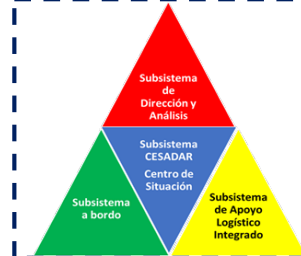 Subsistema
de
Dirección y
Análisis
Subsistema
CESADAR
Centro de
Situación
Subsistema
a bordo
Subsistema
de Apoyo
Logístico
Integrado